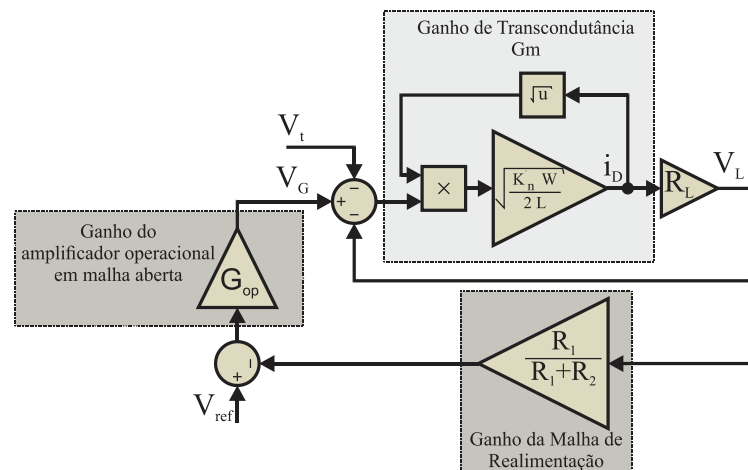 Ganho de Transcondutância
Gm
√u
V_t
V_G
− + −
×
√(K'_n W / 2 L)
i_D
R_L
V_L
Ganho do
amplificador operacional
em malha aberta
G_op
R_1
R_1+R_2
+ −
V_ref
Ganho da Malha de
Realimentação